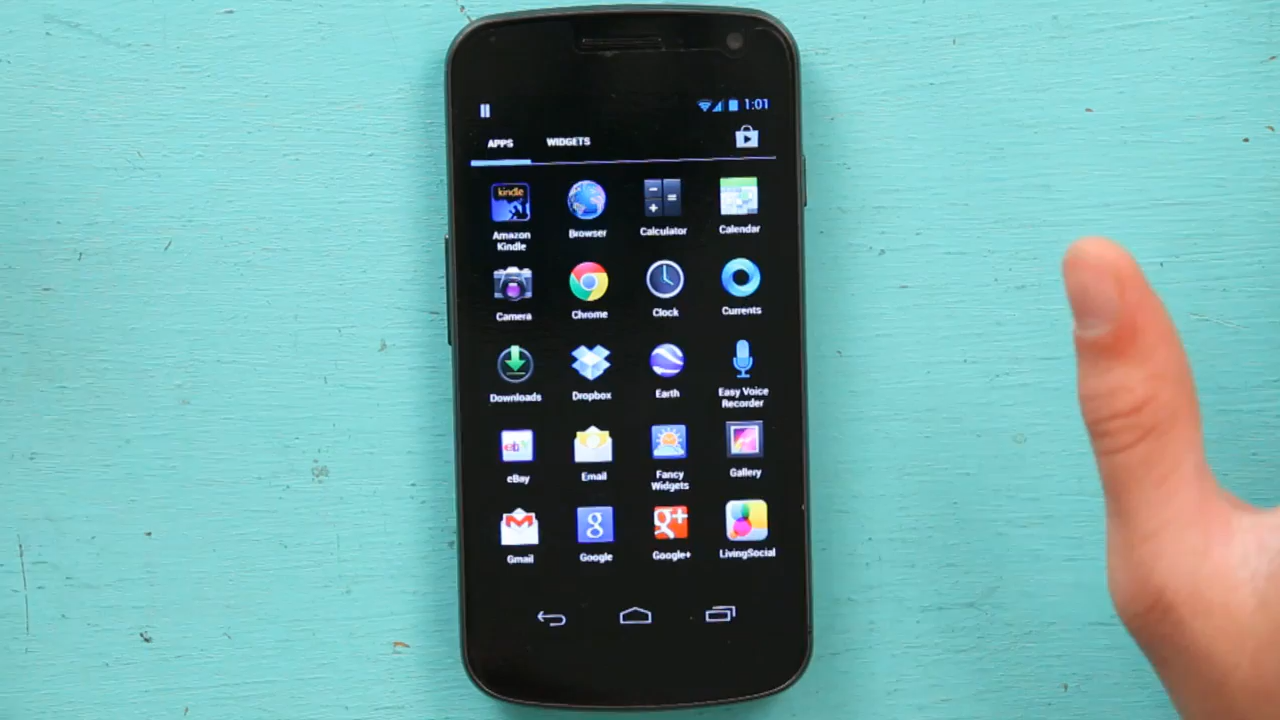 1:01
APPS WIDGETS
kindle
Amazon Kindle
Browser
Calculator
Calendar
Camera
Chrome
Clock
Currents
Downloads
Dropbox
Earth
Easy Voice
Recorder
ebY
eBay
Email
Fancy
Widgets
Gallery
Gmail
g
Google
g+
Google+
LivingSocial